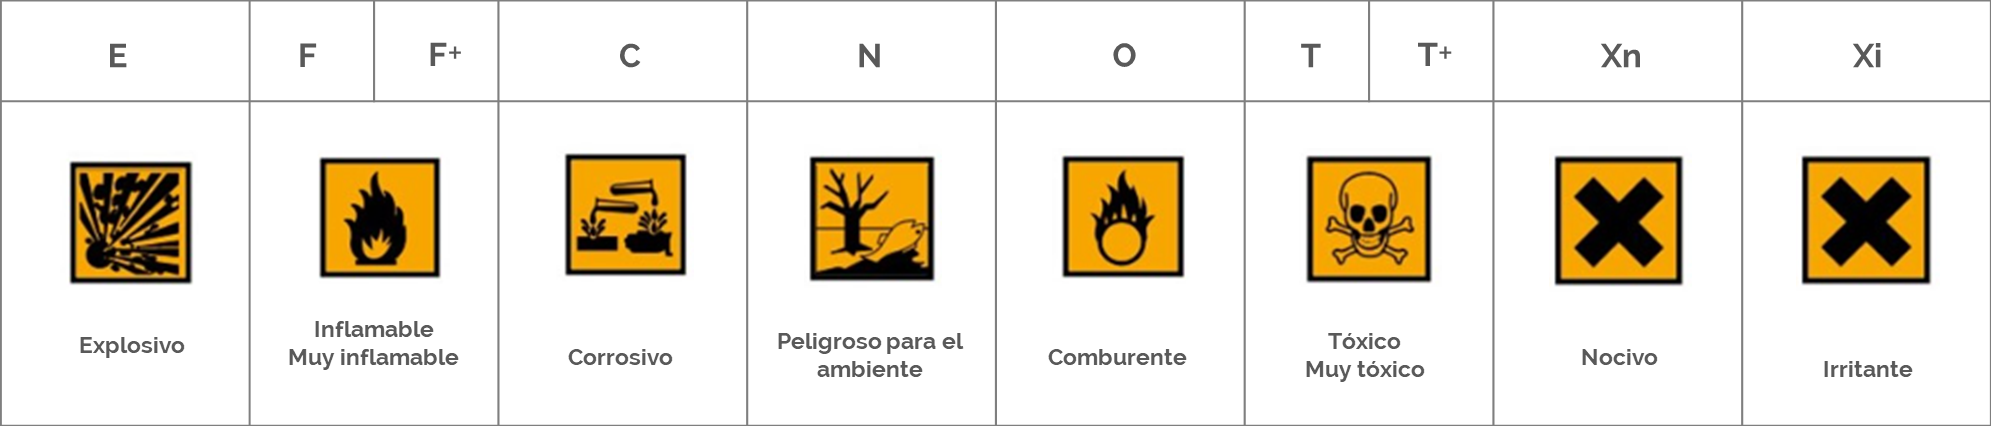 E
F
F+
C
N
O
T
T+
Xn
Xi
Explosivo
Inflamable
Muy inflamable
Corrosivo
Peligroso para el
ambiente
Comburente
Tóxico
Muy tóxico
Nocivo
Irritante